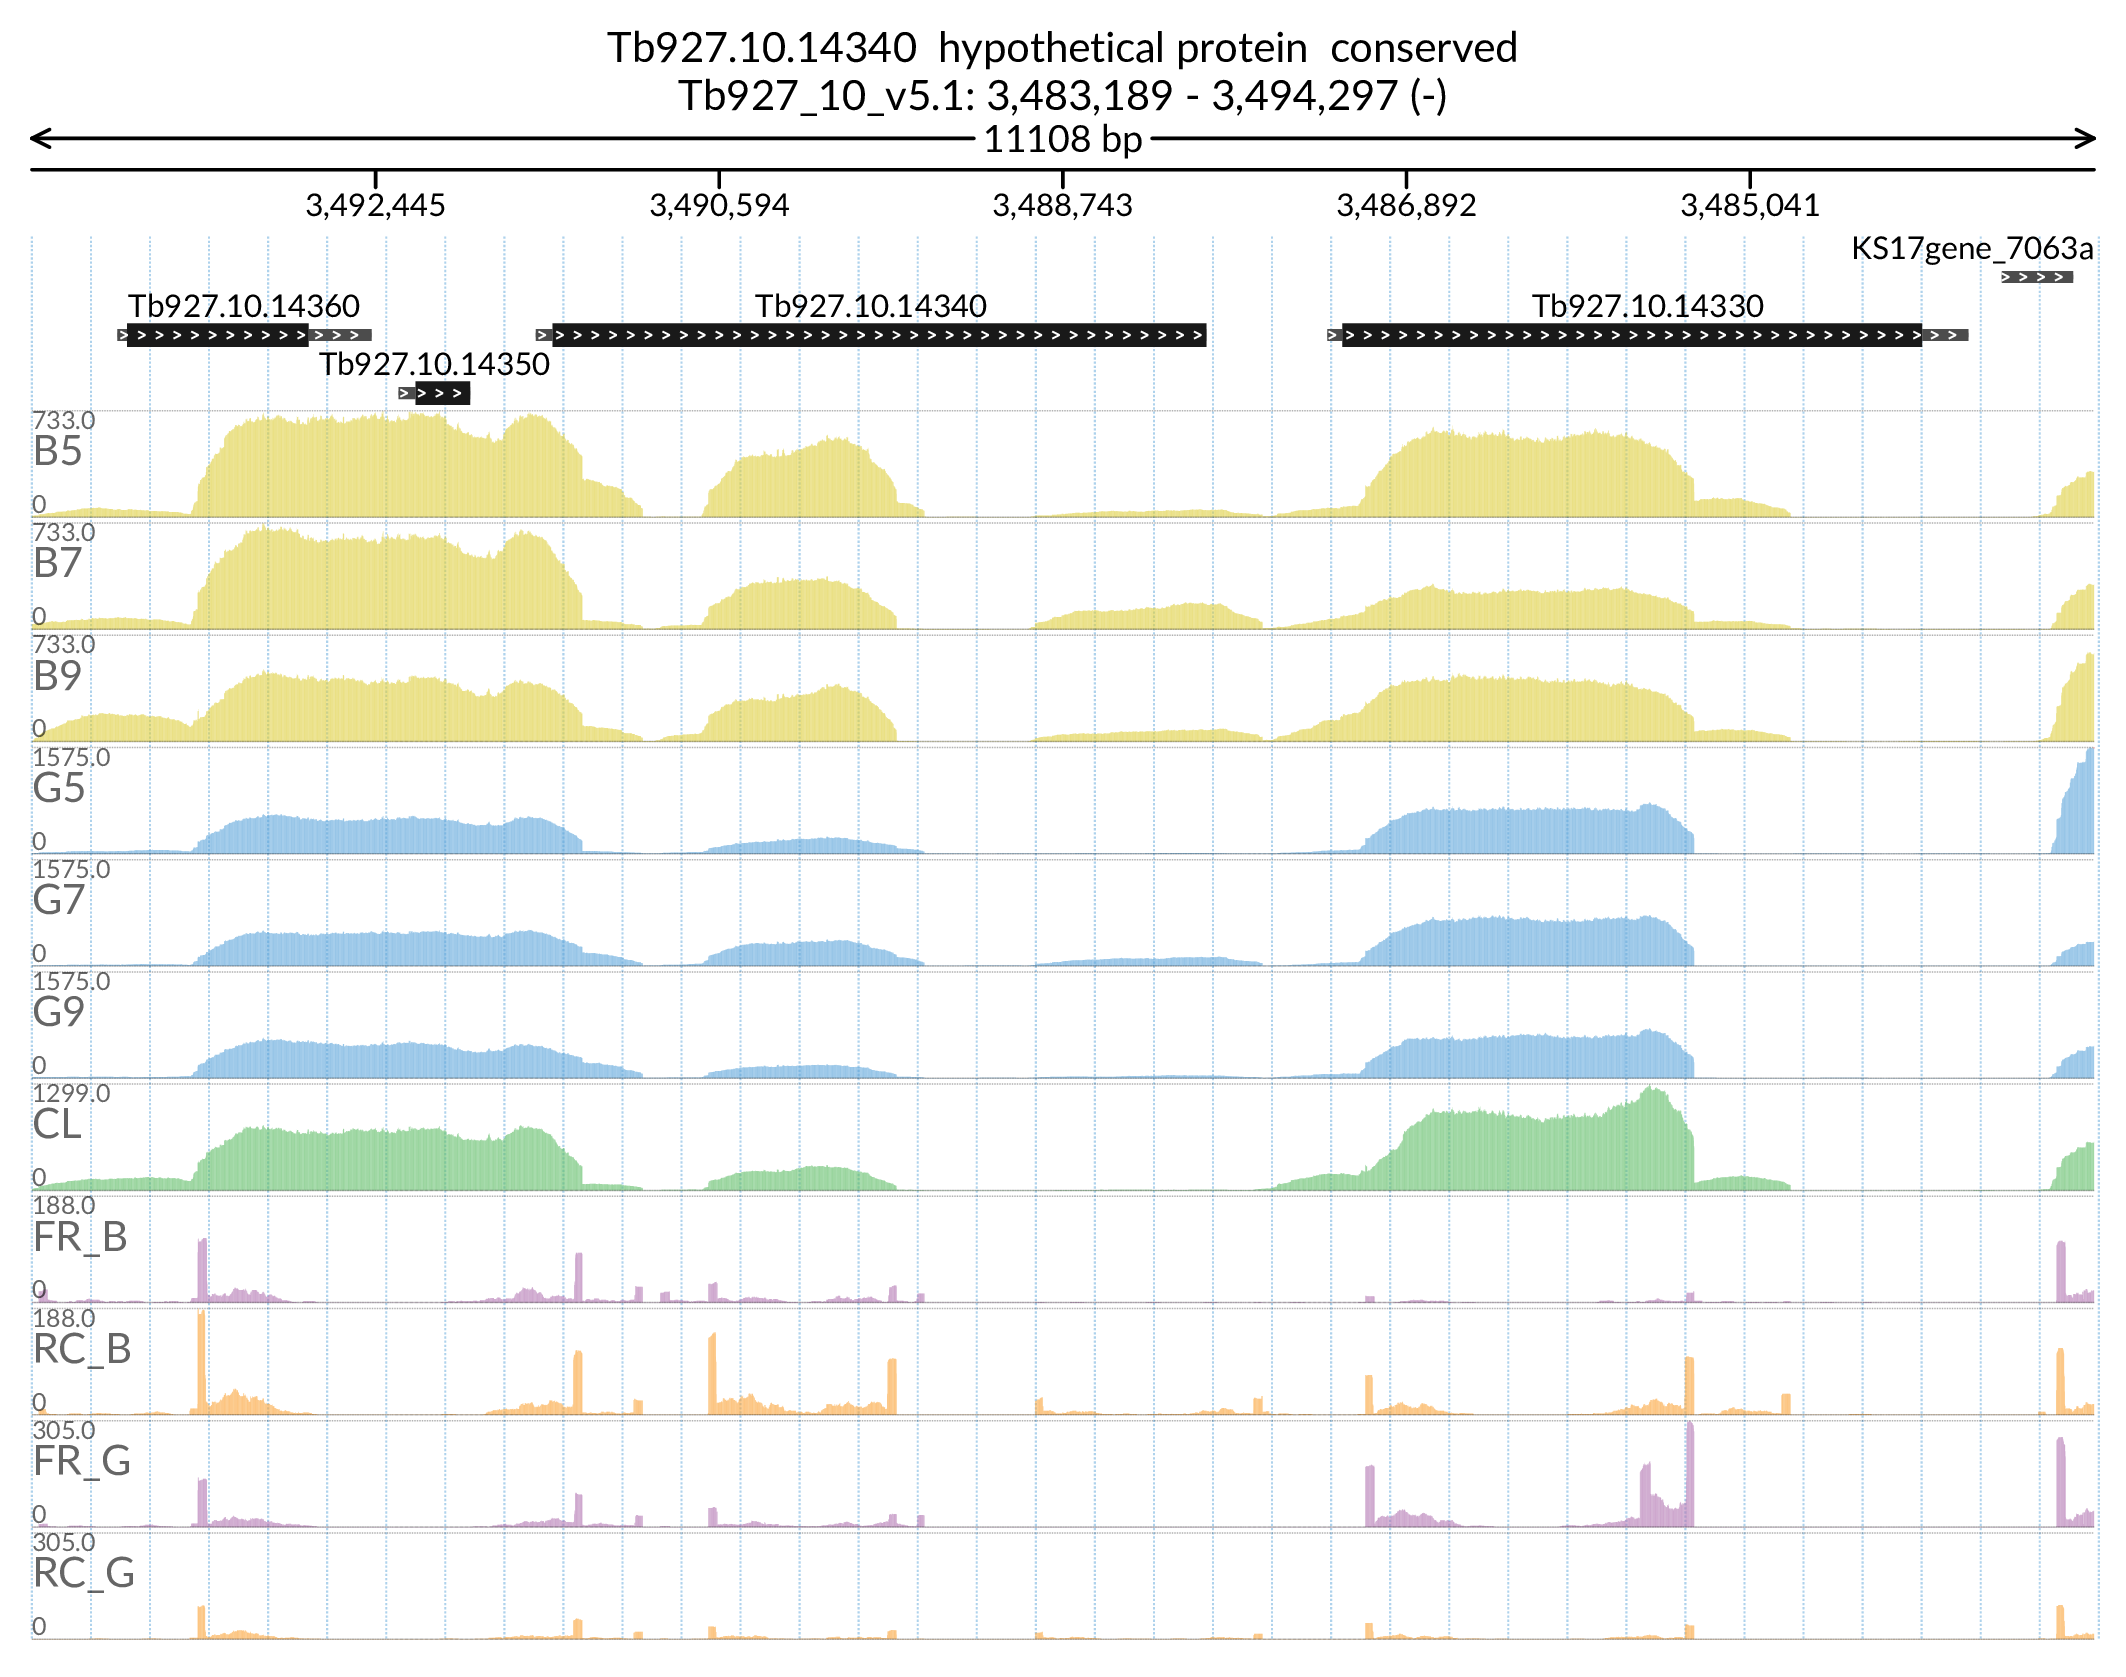 Tb927.10.14340 hypothetical protein conserved
Tb927_10_v5.1: 3,483,189 - 3,494,297 (-)
11108 bp
3,492,445 3,490,594 3,488,743 3,486,892 3,485,041
KS17gene_7063a
Tb927.10.14360 Tb927.10.14340 Tb927.10.14330
Tb927.10.14350
733.0
B5
0
733.0
B7
0
733.0
B9
0
1575.0
G5
0
1575.0
G7
0
1575.0
G9
0
1299.0
CL
0
188.0
FR_B
0
188.0
RC_B
0
305.0
FR_G
0
305.0
RC_G
0